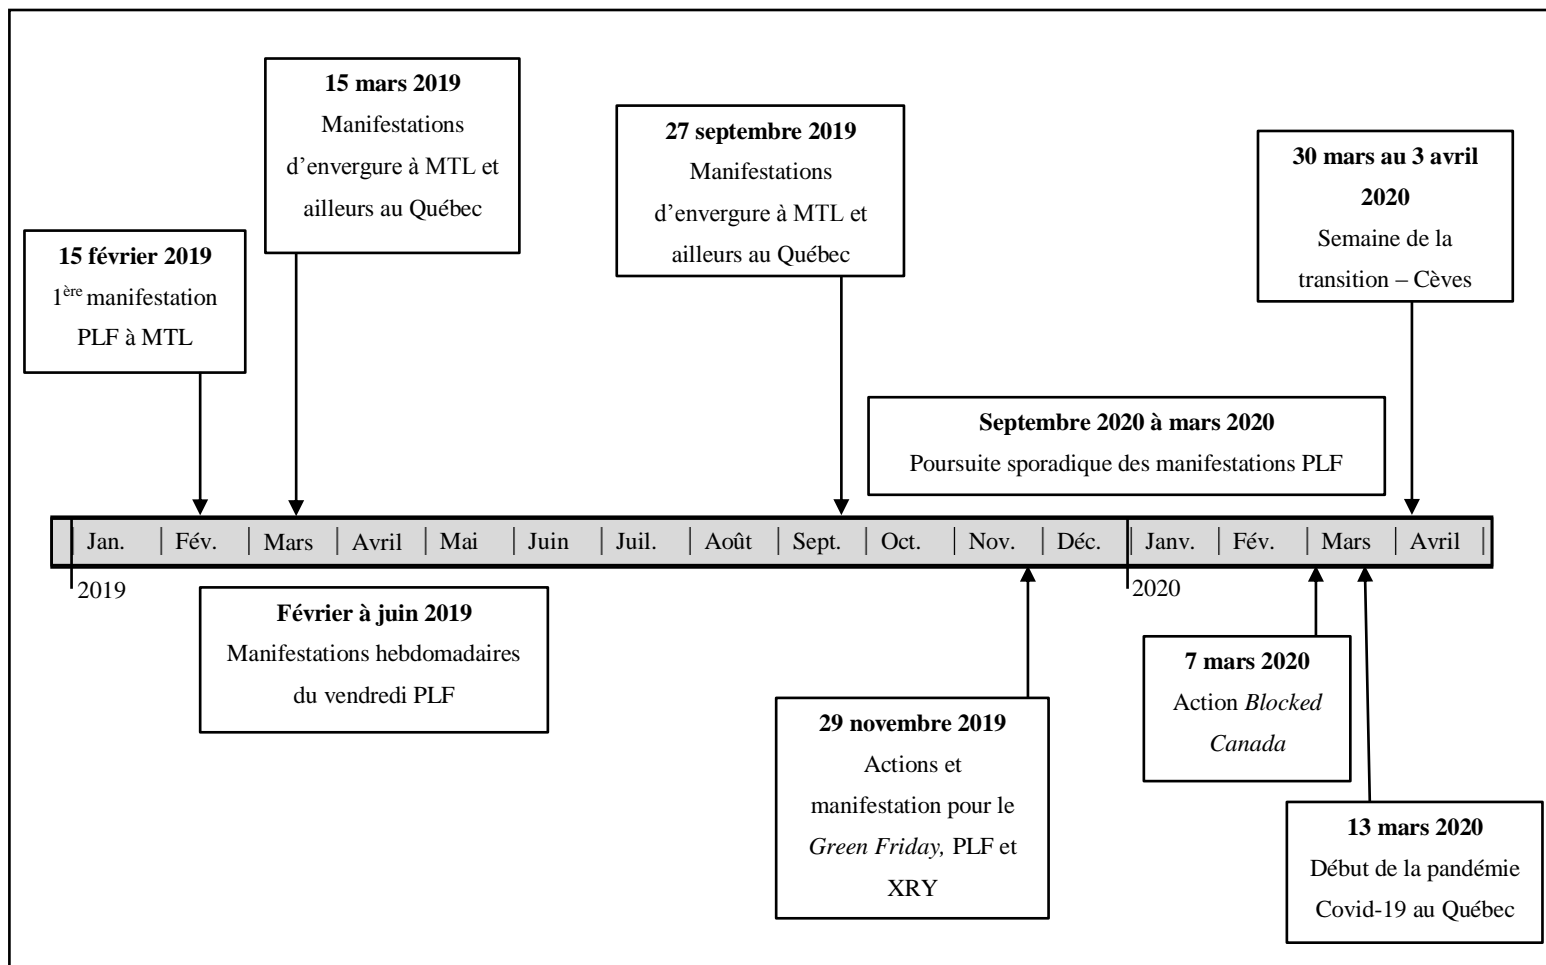 15 mars 2019
Manifestations
d’envergure à MTL et
ailleurs au Québec
27 septembre 2019
Manifestations
d’envergure à MTL et
ailleurs au Québec
30 mars au 3 avril
2020
Semaine de la
transition – Cèves
15 février 2019
1ère manifestation
PLF à MTL
Septembre 2020 à mars 2020
Poursuite sporadique des manifestations PLF
| Jan. | Fév. | Mars | Avril | Mai | Juin | Juil. | Août | Sept. | Oct. | Nov. | Déc. | Janv. | Fév. | Mars | Avril |
2019
2020
Février à juin 2019
Manifestations hebdomadaires
du vendredi PLF
29 novembre 2019
Actions et
manifestation pour le
Green Friday, PLF et
XRY
7 mars 2020
Action Blocked
Canada
13 mars 2020
Début de la pandémie
Covid-19 au Québec